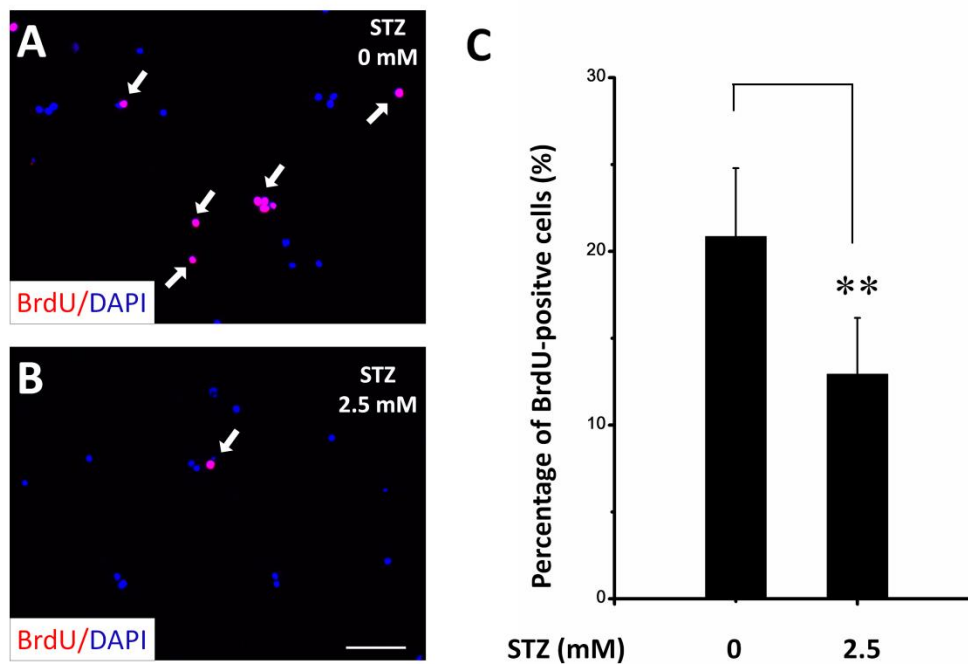 A
STZ
0 mM
BrdU/DAPI
B
STZ
2.5 mM
BrdU/DAPI
C
Percentage of BrdU-positive cells (%)
30
20
10
0
**
STZ (mM) 0 2.5